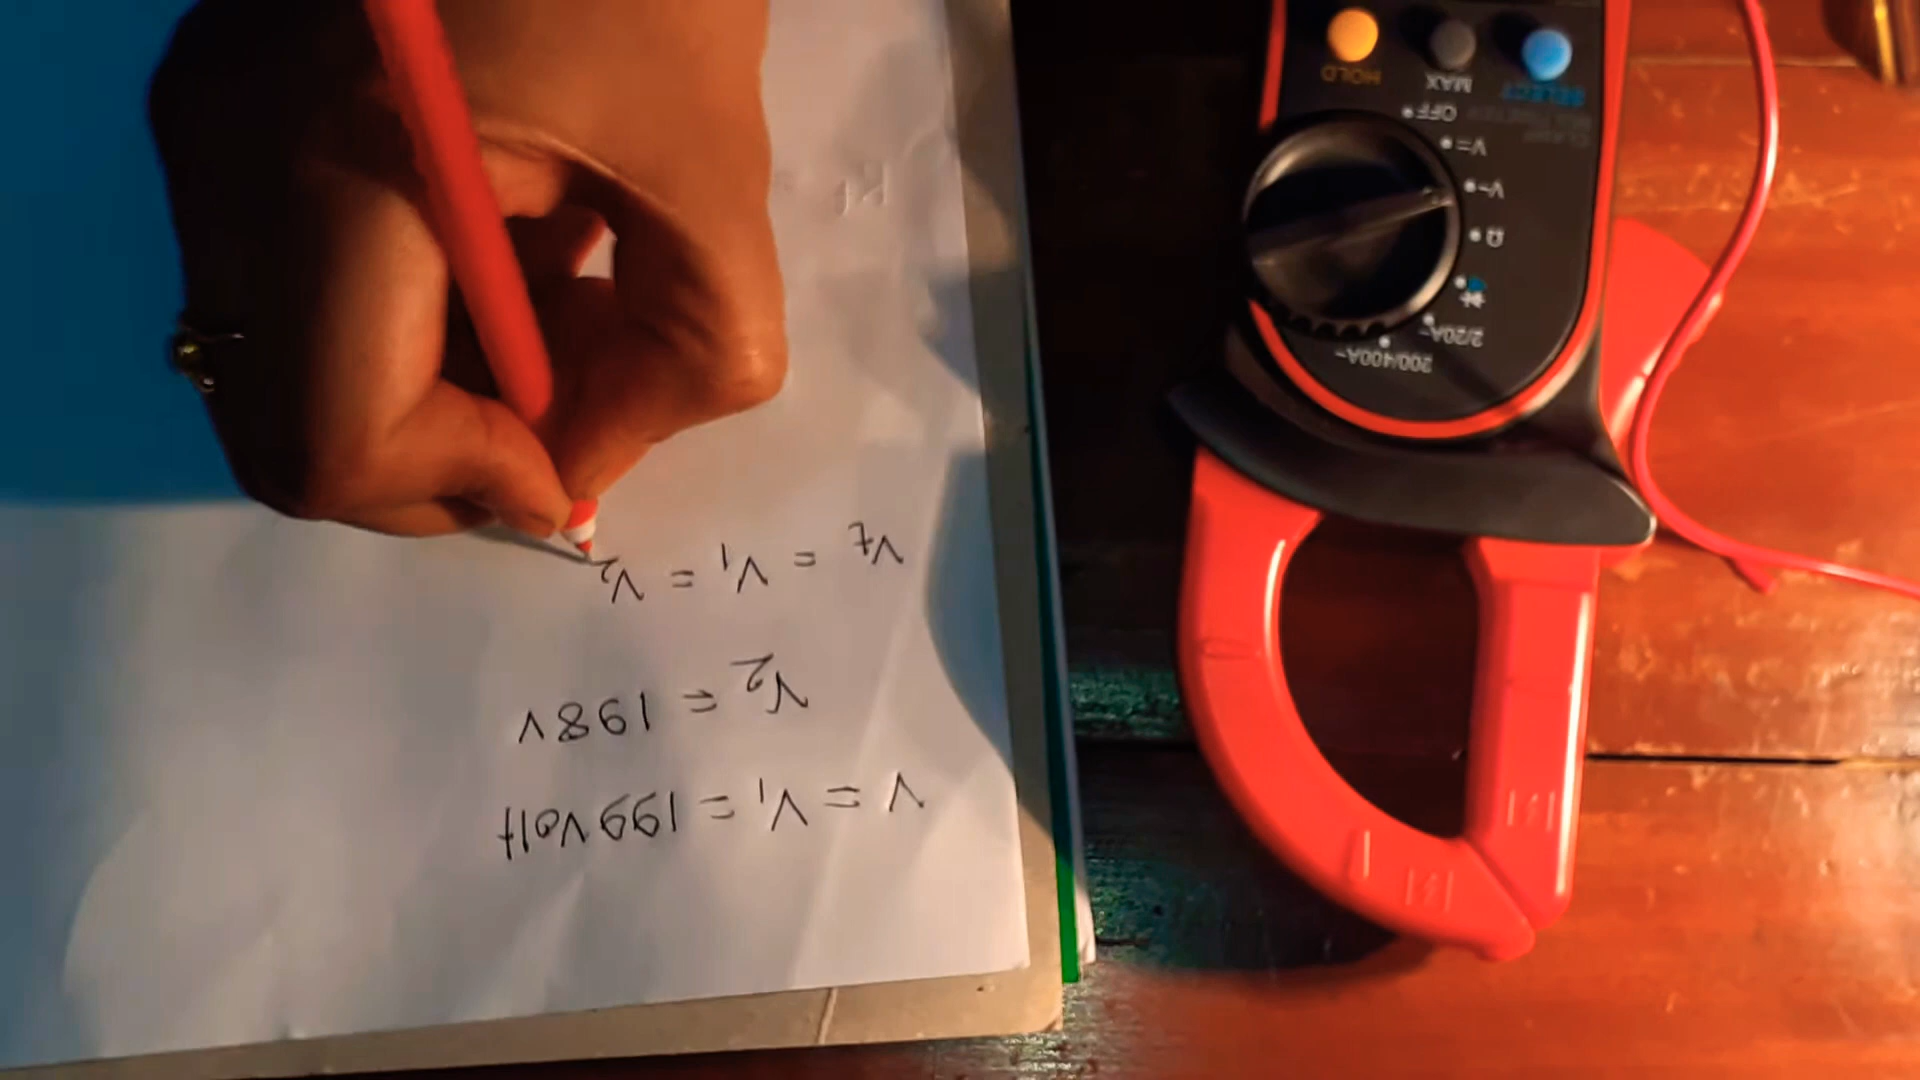 V = V₁ = 199 volt
V₂ = 198V
Vt = V₁ = V₂
200/400A~
2/20A~
Ω
V~
V=
OFF
SELECT MAX HOLD